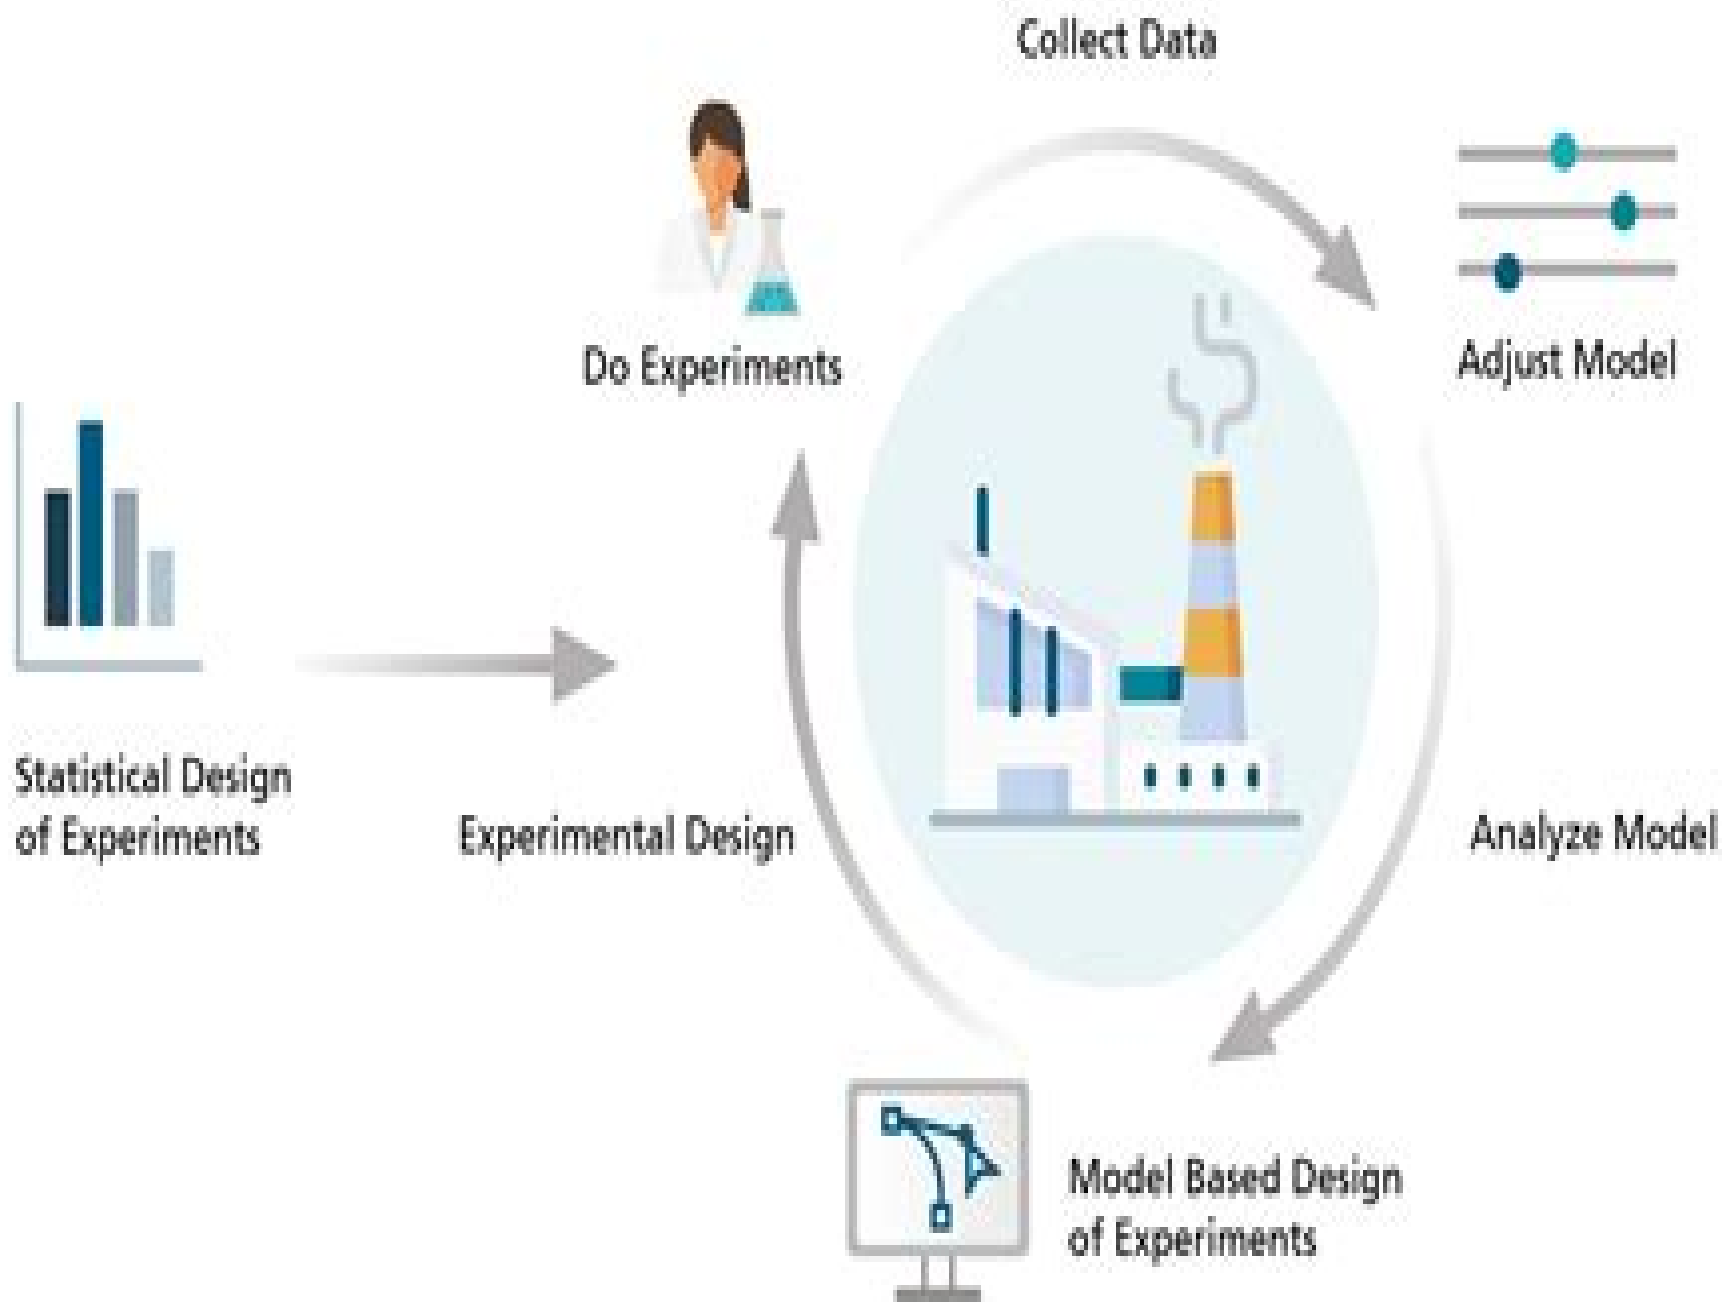 Collect Data
Do Experiments
Adjust Model
Statistical Design
of Experiments
Experimental Design
Analyze Model
Model Based Design
of Experiments